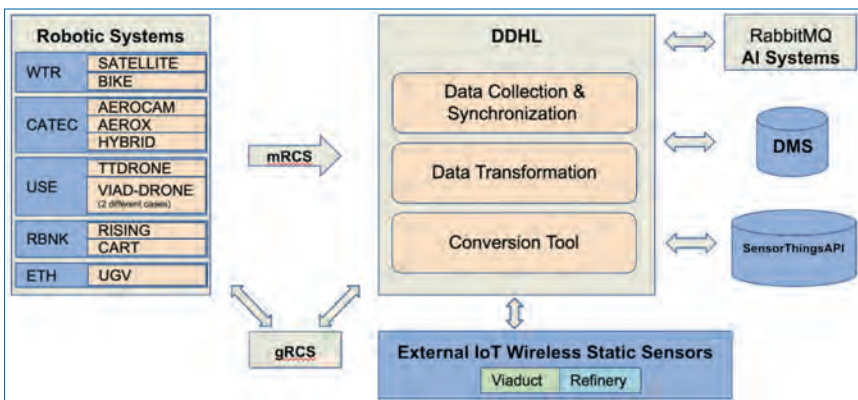 Robotic Systems
WTR
SATELLITE
BIKE
CATEC
AEROCAM
AEROX
HYBRID
USE
TTDRONE
VIAD-DRONE
(2 different cases)
RBNK
RISING
CART
ETH
UGV
mRCS
gRCS
DDHL
Data Collection &
Synchronization
Data Transformation
Conversion Tool
RabbitMQ
AI Systems
DMS
SensorThingsAPI
External IoT Wireless Static Sensors
Viaduct
Refinery